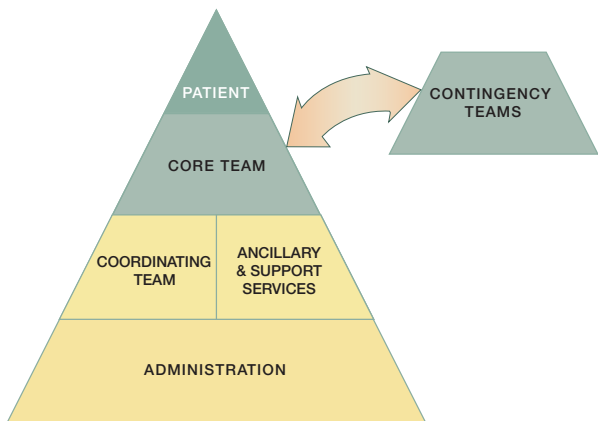 PATIENT
CONTINGENCY
TEAMS
CORE TEAM
COORDINATING
TEAM
ANCILLARY
& SUPPORT
SERVICES
ADMINISTRATION